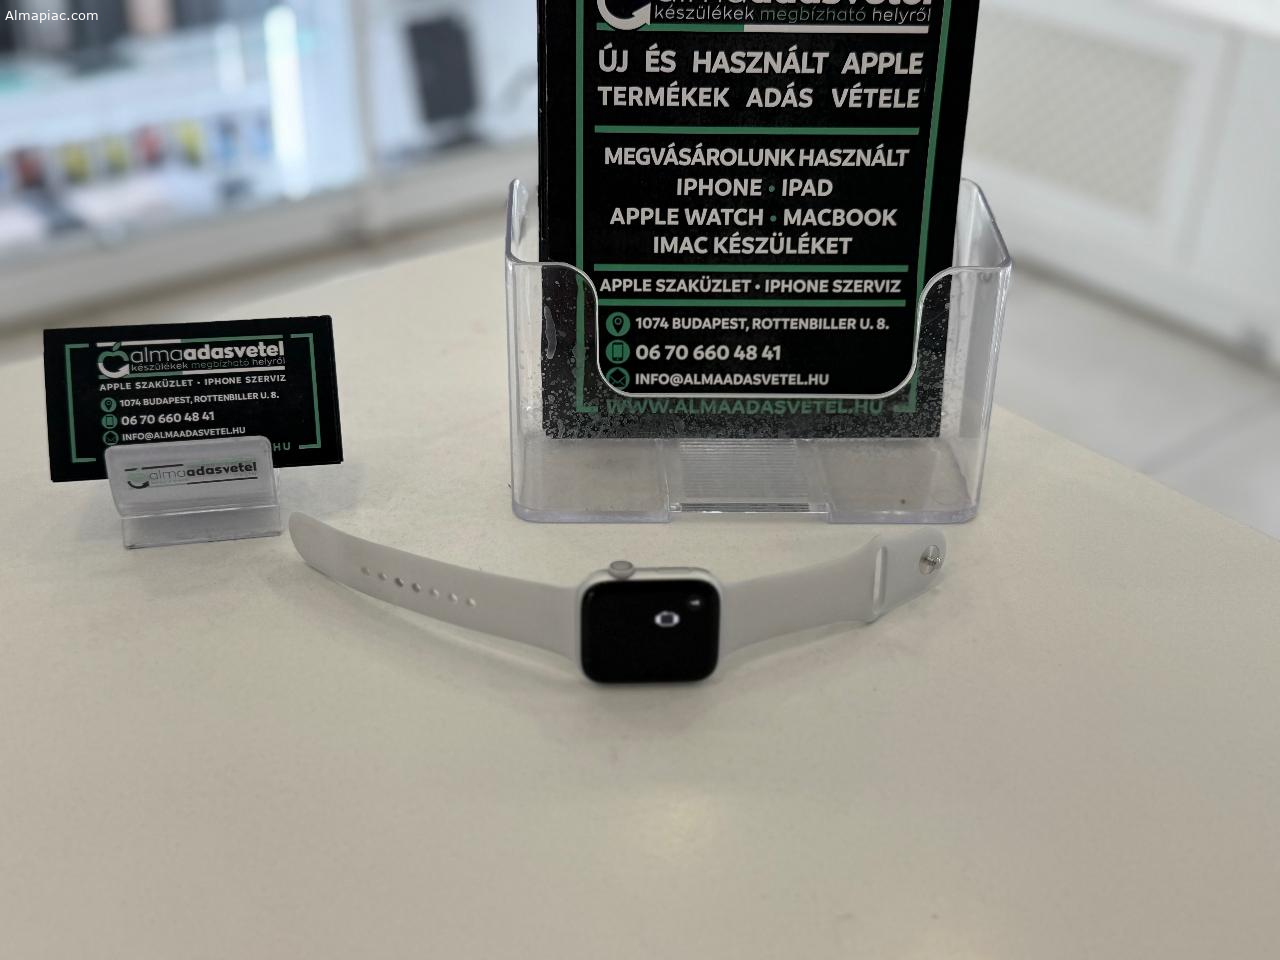 Almapiac.com
almaadasvetel
készülékek megbízható helyről
ÚJ ÉS HASZNÁLT APPLE
TERMÉKEK ADÁS VÉTELE
MEGVÁSÁROLUNK HASZNÁLT
IPHONE • IPAD
APPLE WATCH • MACBOOK
IMAC KÉSZÜLÉKET
APPLE SZAKÜZLET • IPHONE SZERVIZ
1074 BUDAPEST, ROTTENBILLER U. 8.
06 70 660 48 41
INFO@ALMAADASVETEL.HU
WWW.ALMAADASVETEL.HU
almaadasvetel
készülékek megbízható helyről
APPLE SZAKÜZLET • IPHONE SZERVIZ
1074 BUDAPEST, ROTTENBILLER U. 8.
06 70 660 48 41
INFO@ALMAADASVETEL.HU
HU
almaadasvetel